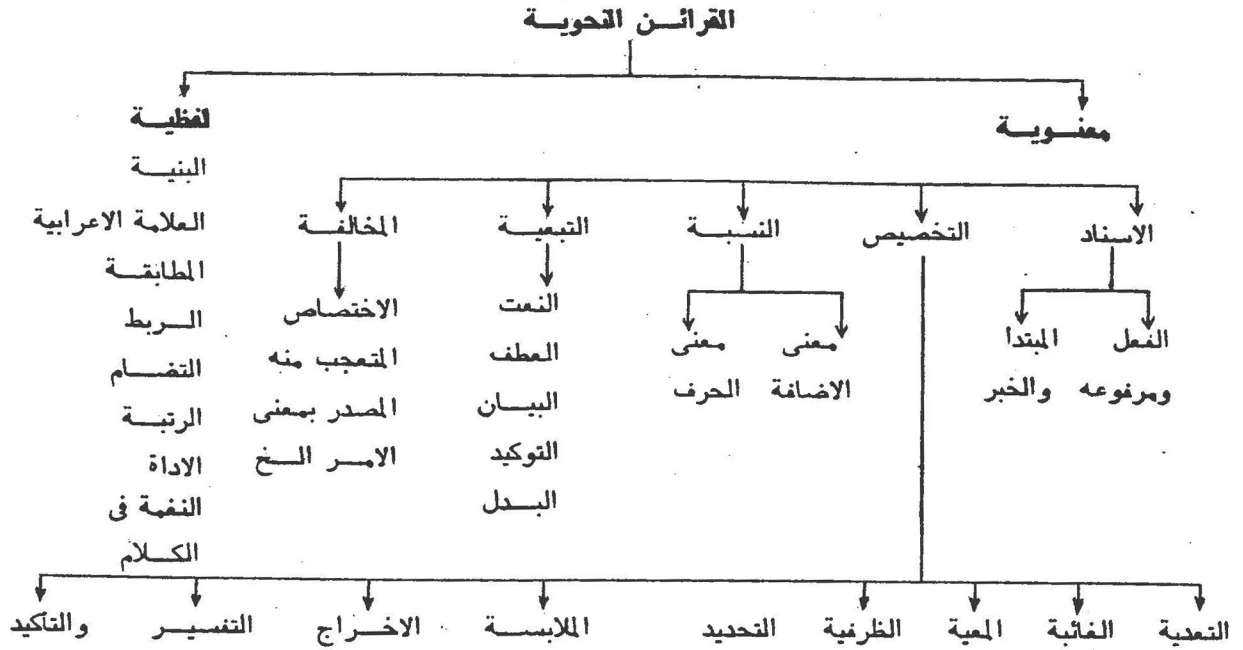 القرائن النحوية
لفظية
معنوية
البنية
العلامة الاعرابية
المطابقة
الربط
التضام
الرتبة
الاداة
النغمة فى
الكلام
الاسناد
التخصيص
النسبة
التبعية
المخالفة
الفعل
ومرفوعه
المبتدأ
والخبر
معنى
الاضافة
معنى
الحرف
النعت
العطف
البيان
التوكيد
البدل
الاختصاص
المتعجب منه
المصدر بمعنى
الامر الخ
التعدية
الغائبة
المعية
الظرفية
التحديد
الملابسة
الاخراج
التفسير
والتأكيد